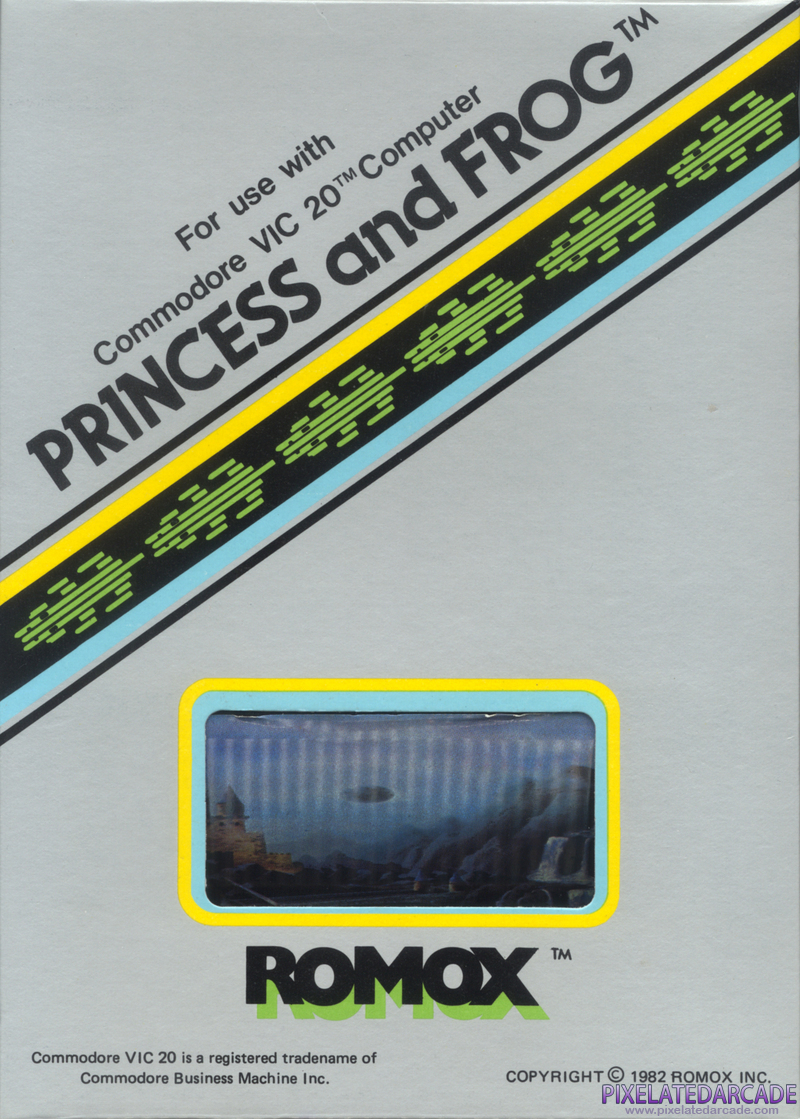 For use with
Commodore VIC 20™ Computer
PRINCESS and FROG™
ROMOX™
Commodore VIC 20 is a registered tradename of
Commodore Business Machine Inc.
COPYRIGHT © 1982 ROMOX INC.
PIXELATEDARCADE
www.pixelatedarcade.com